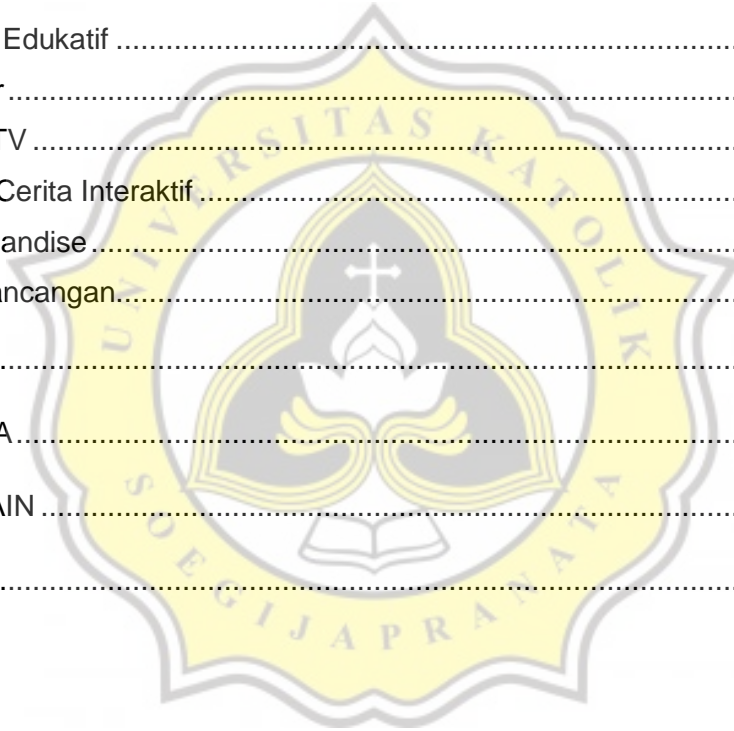 Edukatif ................................................................
r ................................................................
TV ................................................................
Cerita Interaktif ................................................................
andise ................................................................
ancangan ................................................................
................................................................
A ................................................................
AIN ................................................................
................................................................
UNIVERSITAS KATOLIK
SOEGIJAPRANATA